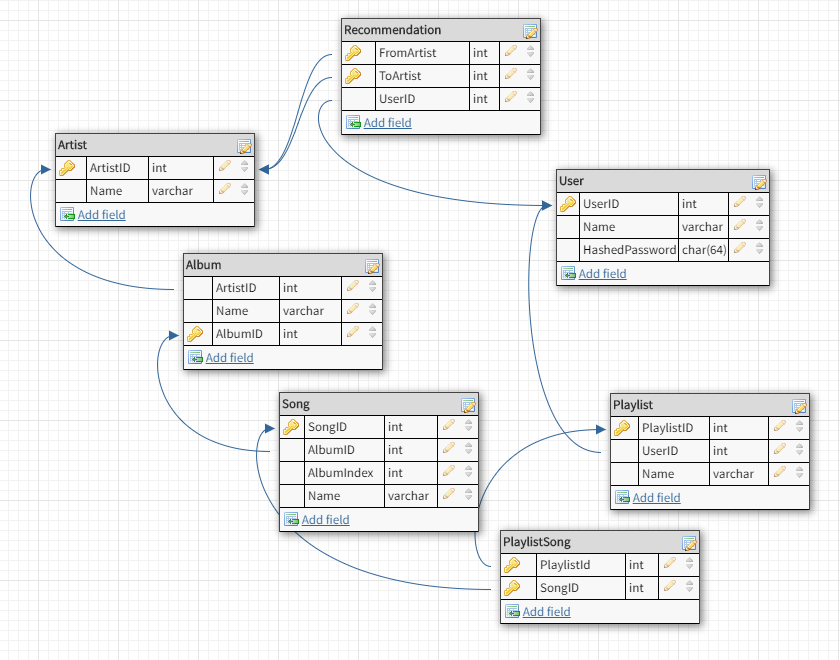 Recommendation
FromArtist int
ToArtist int
UserID int
Add field
Artist
ArtistID int
Name varchar
Add field
User
UserID int
Name varchar
HashedPassword char(64)
Add field
Album
ArtistID int
Name varchar
AlbumID int
Add field
Song
SongID int
AlbumID int
AlbumIndex int
Name varchar
Add field
Playlist
PlaylistID int
UserID int
Name varchar
Add field
PlaylistSong
PlaylistId int
SongID int
Add field